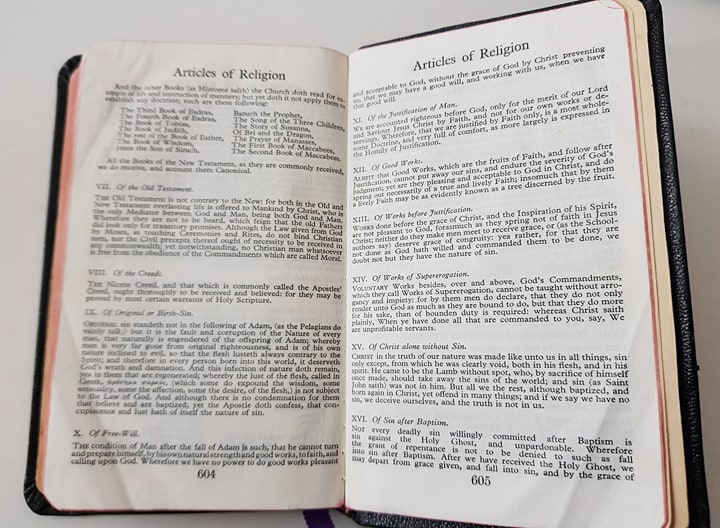 Articles of Religion
And the other Books (as Hierome saith) the Church doth read for ex-
ample of life and instruction of manners; but yet doth it not apply them to
establish any doctrine; such are these following:
The Third Book of Esdras,
The Fourth Book of Esdras,
The Book of Tobias,
The Book of Judith,
The rest of the Book of Esther,
The Book of Wisdom,
Jesus the Son of Sirach,
Baruch the Prophet,
The Song of the Three Children,
The Story of Susanna,
Of Bel and the Dragon,
The Prayer of Manasses,
The First Book of Maccabees,
The Second Book of Maccabees.
All the Books of the New Testament, as they are commonly received,
we do receive, and account them Canonical.
VII. Of the Old Testament.
THE Old Testament is not contrary to the New: for both in the Old and
New Testament everlasting life is offered to Mankind by Christ, who is
the only Mediator between God and Man, being both God and Man.
Wherefore they are not to be heard, which feign that the old Fathers
did look only for transitory promises. Although the Law given from God
by Moses, as touching Ceremonies and Rites, do not bind Christian
men, nor the Civil precepts thereof ought of necessity to be received in
any commonwealth; yet notwithstanding, no Christian man whatsoever
is free from the obedience of the Commandments which are called Moral.
VIII. Of the Creeds.
THE Nicene Creed, and that which is commonly called the Apostles'
Creed, ought thoroughly to be received and believed: for they may be
proved by most certain warrants of Holy Scripture.
IX. Of Original or Birth-Sin.
ORIGINAL sin standeth not in the following of Adam, (as the Pelagians do
vainly talk;) but it is the fault and corruption of the Nature of every
man, that naturally is engendered of the offspring of Adam; whereby
man is very far gone from original righteousness, and is of his own
nature inclined to evil, so that the flesh lusteth always contrary to the
Spirit; and therefore in every person born into this world, it deserveth
God's wrath and damnation. And this infection of nature doth remain,
yea in them that are regenerated; whereby the lust of the flesh, called in
Greek, φρόνημα σαρκός, (which some do expound the wisdom, some
sensuality, some the affection, some the desire, of the flesh,) is not subject
to the Law of God. And although there is no condemnation for them
that believe and are baptized; yet the Apostle doth confess, that con-
cupiscence and lust hath of itself the nature of sin.
X. Of Free-Will.
THE condition of Man after the fall of Adam is such, that he cannot turn
and prepare himself, by his own natural strength and good works, to faith, and
calling upon God. Wherefore we have no power to do good works pleasant
604
Articles of Religion
and acceptable to God, without the grace of God by Christ preventing
us, that we may have a good will, and working with us, when we have
that good will.
XI. Of the Justification of Man.
WE are accounted righteous before God, only for the merit of our Lord
and Saviour Jesus Christ by Faith, and not for our own works or de-
servings. Wherefore, that we are justified by Faith only, is a most whole-
some Doctrine, and very full of comfort, as more largely is expressed in
the Homily of Justification.
XII. Of Good Works.
ALBEIT that Good Works, which are the fruits of Faith, and follow after
Justification, cannot put away our sins, and endure the severity of God's
judgment; yet are they pleasing and acceptable to God in Christ, and do
spring out necessarily of a true and lively Faith; insomuch that by them
a lively Faith may be as evidently known as a tree discerned by the fruit.
XIII. Of Works before Justification.
WORKS done before the grace of Christ, and the Inspiration of his Spirit,
are not pleasant to God, forasmuch as they spring not of faith in Jesus
Christ; neither do they make men meet to receive grace, or (as the School-
authors say) deserve grace of congruity: yea rather, for that they are
not done as God hath willed and commanded them to be done, we
doubt not but they have the nature of sin.
XIV. Of Works of Supererogation.
VOLUNTARY Works besides, over and above, God's Commandments,
which they call Works of Supererogation, cannot be taught without arro-
gancy and impiety: for by them men do declare, that they do not only
render unto God as much as they are bound to do, but that they do more
for his sake, than of bounden duty is required: whereas Christ saith
plainly, When ye have done all that are commanded to you, say, We
are unprofitable servants.
XV. Of Christ alone without Sin.
CHRIST in the truth of our nature was made like unto us in all things, sin
only except, from which he was clearly void, both in his flesh, and in his
spirit. He came to be the Lamb without spot, who, by sacrifice of himself
once made, should take away the sins of the world; and sin (as Saint
John saith) was not in him. But all we the rest, although baptized, and
born again in Christ, yet offend in many things; and if we say we have no
sin, we deceive ourselves, and the truth is not in us.
XVI. Of Sin after Baptism.
NOT every deadly sin willingly committed after Baptism is
sin against the Holy Ghost, and unpardonable. Wherefore
the grant of repentance is not to be denied to such as fall
into sin after Baptism. After we have received the Holy Ghost, we
may depart from grace given, and fall into sin, and by the grace of
605